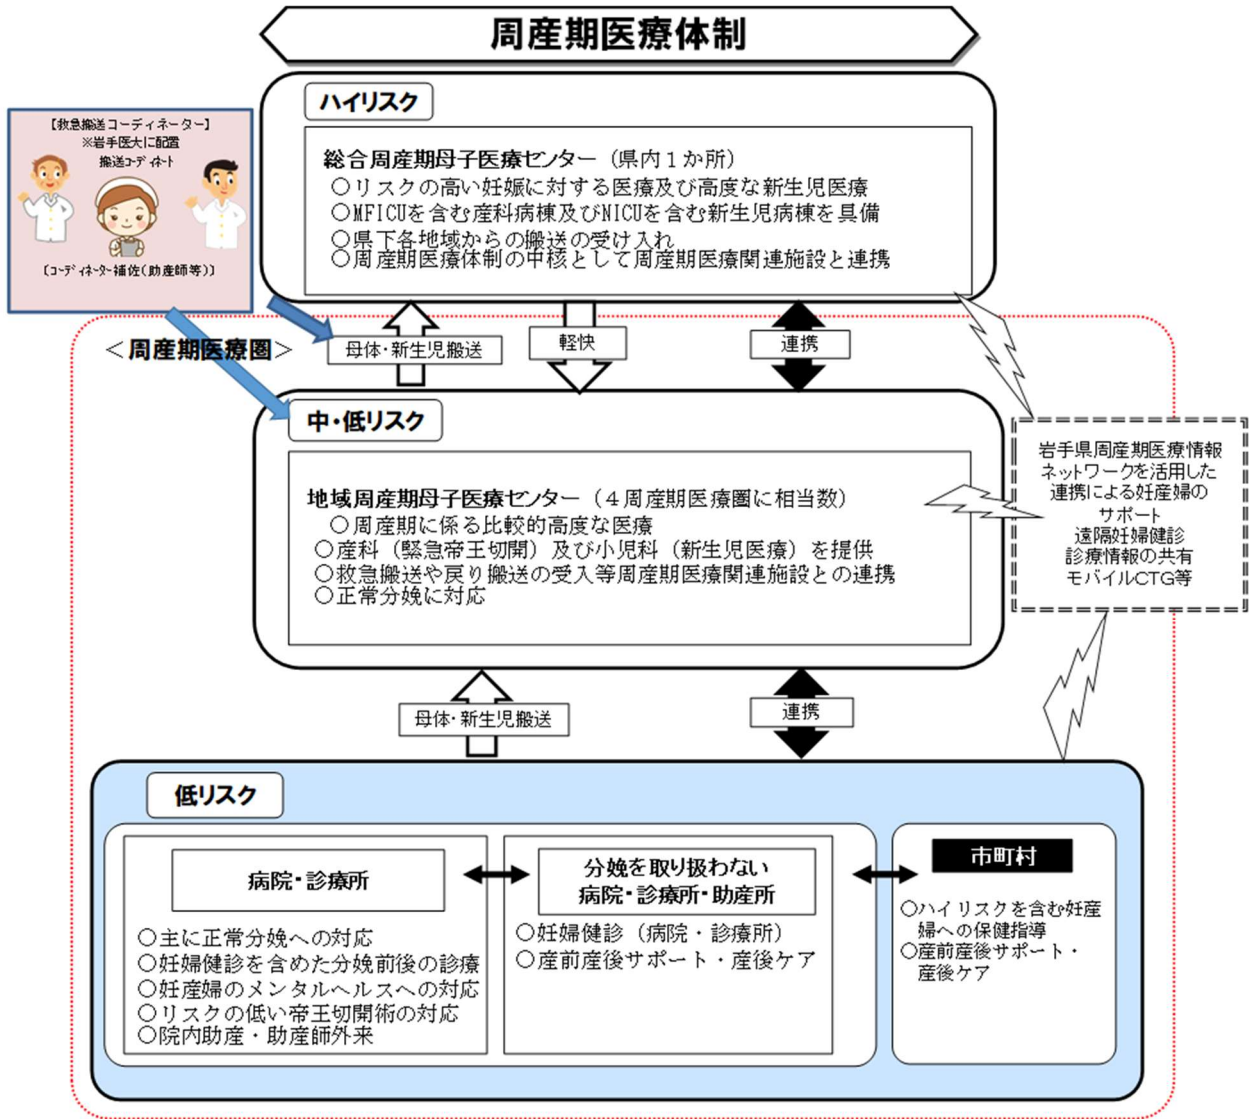 周産期医療体制
ハイリスク
【救急搬送コーディネーター】
※岩手医大に配置
搬送コーディネート
〔コーディネーター補佐(助産師等)〕
総合周産期母子医療センター（県内１か所）
○リスクの高い妊娠に対する医療及び高度な新生児医療
○MFICUを含む産科病棟及びNICUを含む新生児病棟を具備
○県下各地域からの搬送の受け入れ
○周産期医療体制の中核として周産期医療関連施設と連携
＜周産期医療圏＞
母体・新生児搬送
軽快
連携
中・低リスク
地域周産期母子医療センター（４周産期医療圏に相当数）
○周産期に係る比較的高度な医療
○産科（緊急帝王切開）及び小児科（新生児医療）を提供
○救急搬送や戻り搬送の受入等周産期医療関連施設との連携
○正常分娩に対応
岩手県周産期医療情報
ネットワークを活用した
連携による妊産婦の
サポート
遠隔妊婦健診
診療情報の共有
モバイルCTG等
母体・新生児搬送
連携
低リスク
病院・診療所
○主に正常分娩への対応
○妊婦健診を含めた分娩前後の診療
○妊産婦のメンタルヘルスへの対応
○リスクの低い帝王切開術の対応
○院内助産・助産師外来
分娩を取り扱わない
病院・診療所・助産所
○妊婦健診（病院・診療所）
○産前産後サポート・産後ケア
市町村
○ハイリスクを含む妊産
婦への保健指導
○産前産後サポート・
産後ケア